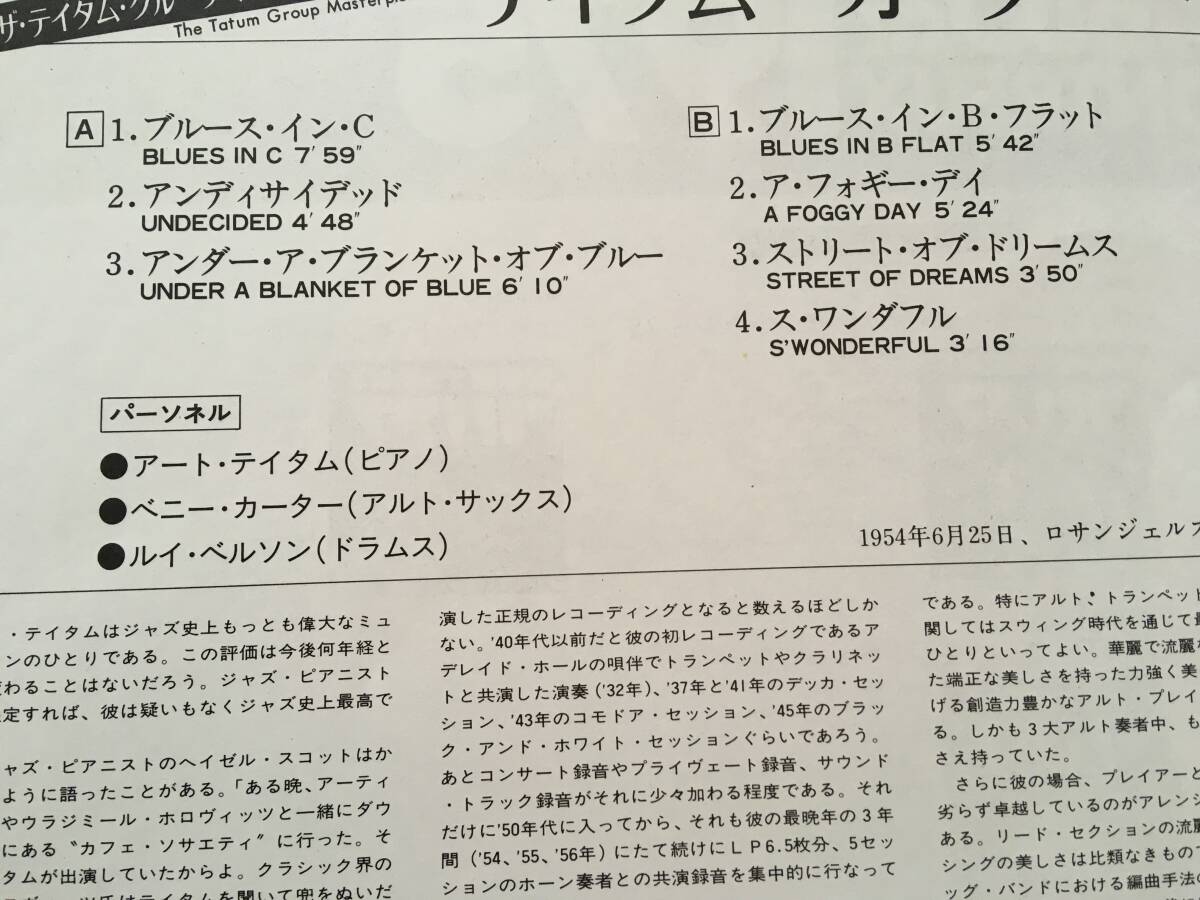 ザ・テイタム・グルー
The Tatum Group Masterpi
テイタム カーター
A 1.ブルース・イン・C
BLUES IN C 7′59″
2.アンディサイデッド
UNDECIDED 4′48″
3.アンダー・ア・ブランケット・オブ・ブルー
UNDER A BLANKET OF BLUE 6′10″
B 1.ブルース・イン・B・フラット
BLUES IN B FLAT 5′42″
2.ア・フォギー・デイ
A FOGGY DAY 5′24″
3.ストリート・オブ・ドリームス
STREET OF DREAMS 3′50″
4.ス・ワンダフル
S'WONDERFUL 3′16″
パーソネル
●アート・テイタム(ピアノ)
●ベニー・カーター(アルト・サックス)
●ルイ・ベルソン(ドラムス)
1954年6月25日、ロサンジェルス
・テイタムはジャズ史上もっとも偉大なミュ
ンのひとりである。この評価は今後何年経と
変わることはないだろう。ジャズ・ピアニスト
定すれば、彼は疑いもなくジャズ史上最高で
ャズ・ピアニストのヘイゼル・スコットはか
ように語ったことがある。「ある晩、アーティ
やウラジミール・ホロヴィッツと一緒にダウ
にある〝カフェ・ソサエティ〟に行った。そ
タムが出演していたからよ。クラシック界の
ツ氏はテイタムを聞いて兜をぬいだ
演した正規のレコーディングとなると数えるほどしか
ない。'40年代以前だと彼の初レコーディングであるア
デレイド・ホールの唄伴でトランペットやクラリネッ
トと共演した演奏('32年)、'37年と'41年のデッカ・セッ
ション、'43年のコモドア・セッション、'45年のブラッ
ク・アンド・ホワイト・セッションぐらいであろう。
あとコンサート録音やプライヴェート録音、サウンド
・トラック録音がそれに少々加わる程度である。それ
だけに'50年代に入ってから、それも彼の最晩年の3年
間('54、'55、'56年)にたて続けにLP6.5枚分、5セッ
ションのホーン奏者との共演録音を集中的に行なって
である。特にアルト、トランペット
関してはスウィング時代を通じて最
ひとりといってよい。華麗で流麗
た端正な美しさを持った力強く美
げる創造力豊かなアルト・プレイ
る。しかも3大アルト奏者中、も
さえ持っていた。
さらに彼の場合、プレイアーと
劣らず卓越しているのがアレンジ
ある。リード・セクションの流麗
シングの美しさは比類なきもので
ッグ・バンドにおける編曲手法の